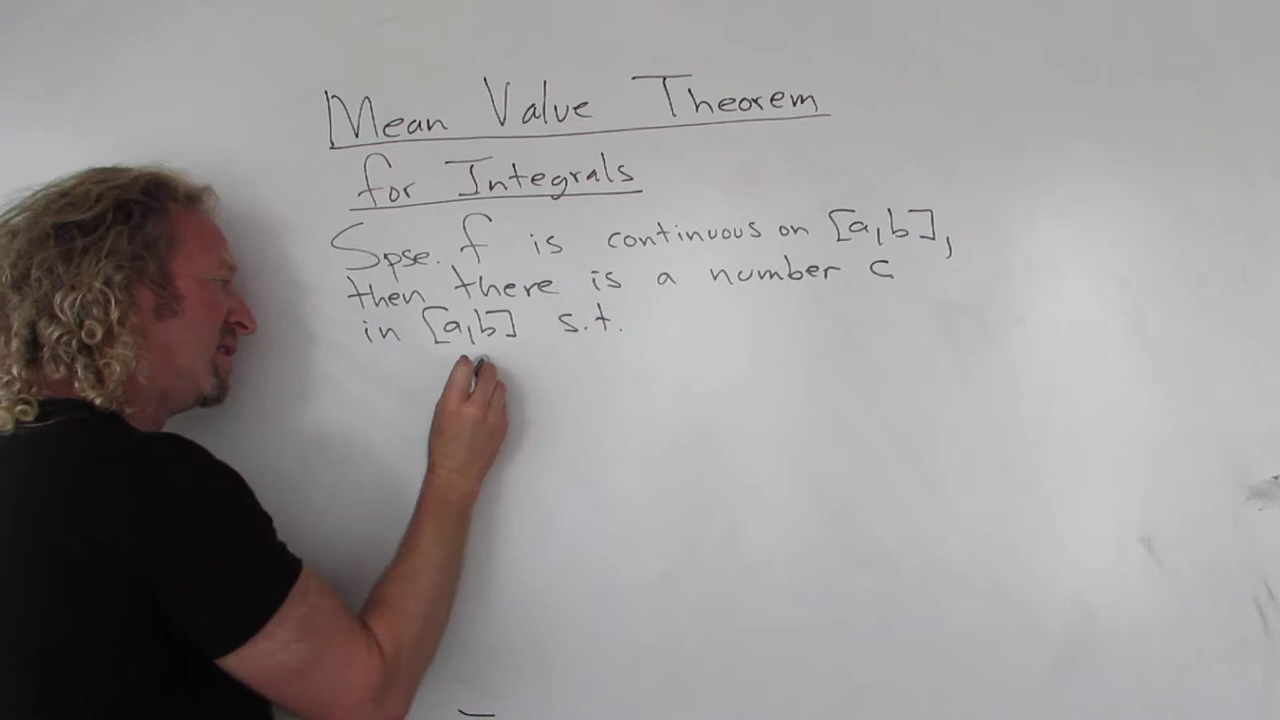 Mean Value Theorem
for Integrals
Spse. f is continuous on [a,b],
then there is a number c
in [a,b] s.t.